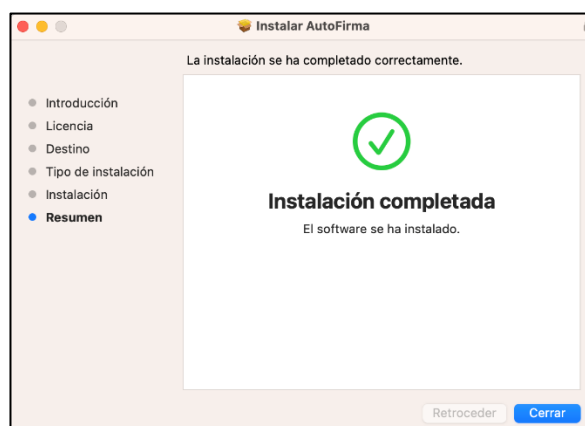 Instalar AutoFirma
La instalación se ha completado correctamente.
Introducción
Licencia
Destino
Tipo de instalación
Instalación
Resumen
Instalación completada
El software se ha instalado.
Retroceder
Cerrar